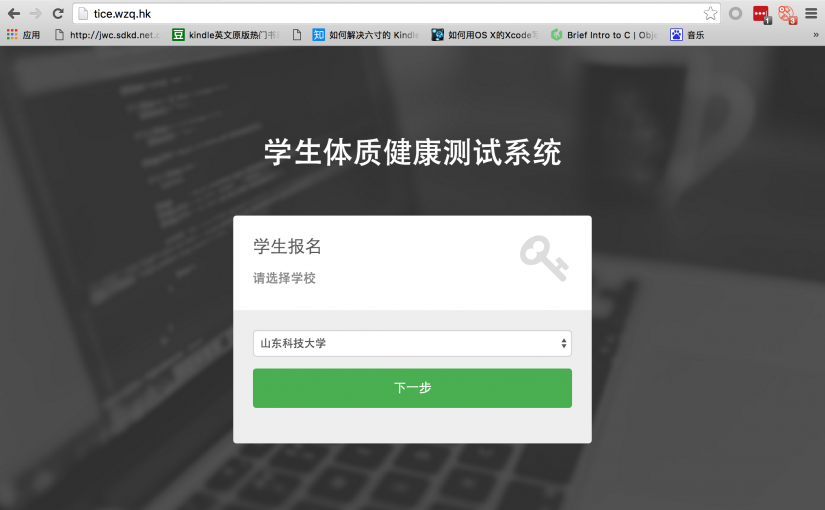 tice.wzq.hk
1
3
应用
http://jwc.sdkd.net.c
kindle英文原版热门书
知 如何解决六寸的 Kindle
如何用OS X的Xcode写
Brief Intro to C | Obje
音乐
»
学生体质健康测试系统
学生报名
请选择学校
山东科技大学
下一步